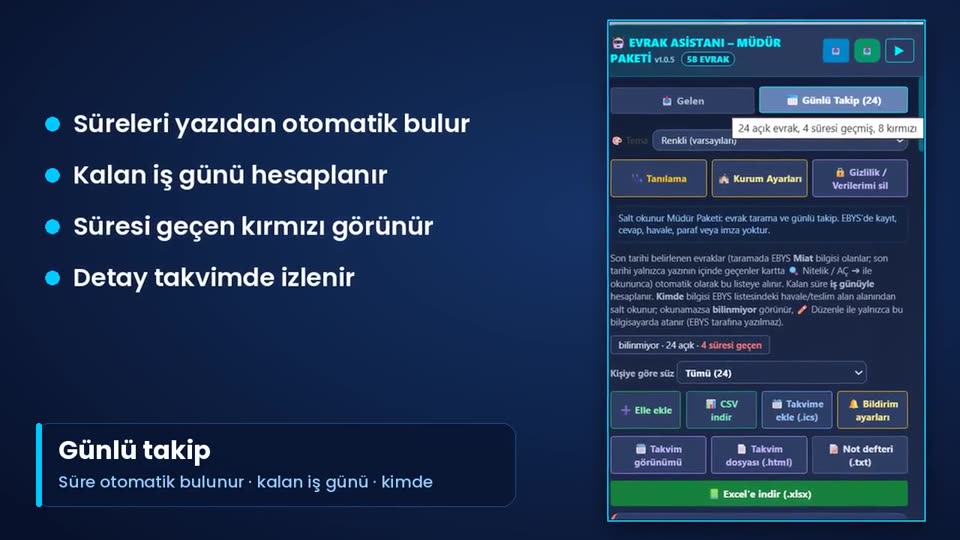 Süreleri yazıdan otomatik bulur
Kalan iş günü hesaplanır
Süresi geçen kırmızı görünür
Detay takvimde izlenir
Günlü takip
Süre otomatik bulunur · kalan iş günü · kimde
EVRAK ASİSTANI – MÜDÜR
PAKETİ v1.0.5 58 EVRAK
Gelen
Günlü Takip (24)
24 açık evrak, 4 süresi geçmiş, 8 kırmızı
Tema
Renkli (varsayılan)
Tanılama
Kurum Ayarları
Gizlilik /
Verilerimi sil
Salt okunur Müdür Paketi: evrak tarama ve günlü takip. EBYS'de kayıt,
cevap, havale, paraf veya imza yoktur.
Son tarihi belirlenen evraklar (taramada EBYS Miat bilgisi olanlar; son
tarihi yalnızca yazının içinde geçenler kartta 🔍 Nitelik / AÇ ➔ ile
okununca) otomatik olarak bu listeye alınır. Kalan süre iş günüyle
hesaplanır. Kimde bilgisi EBYS listesindeki havale/teslim alan alanından
salt okunur; okunamazsa bilinmiyor görünür, 🖍 Düzenle ile yalnızca bu
bilgisayarda atanır (EBYS tarafına yazılmaz).
bilinmiyor · 24 açık · 4 süresi geçen
Kişiye göre süz
Tümü (24)
+ Elle ekle
CSV
indir
Takvime
ekle (.ics)
Bildirim
ayarları
Takvim
görünümü
Takvim
dosyası (.html)
Not defteri
(.txt)
Excel'e indir (.xlsx)